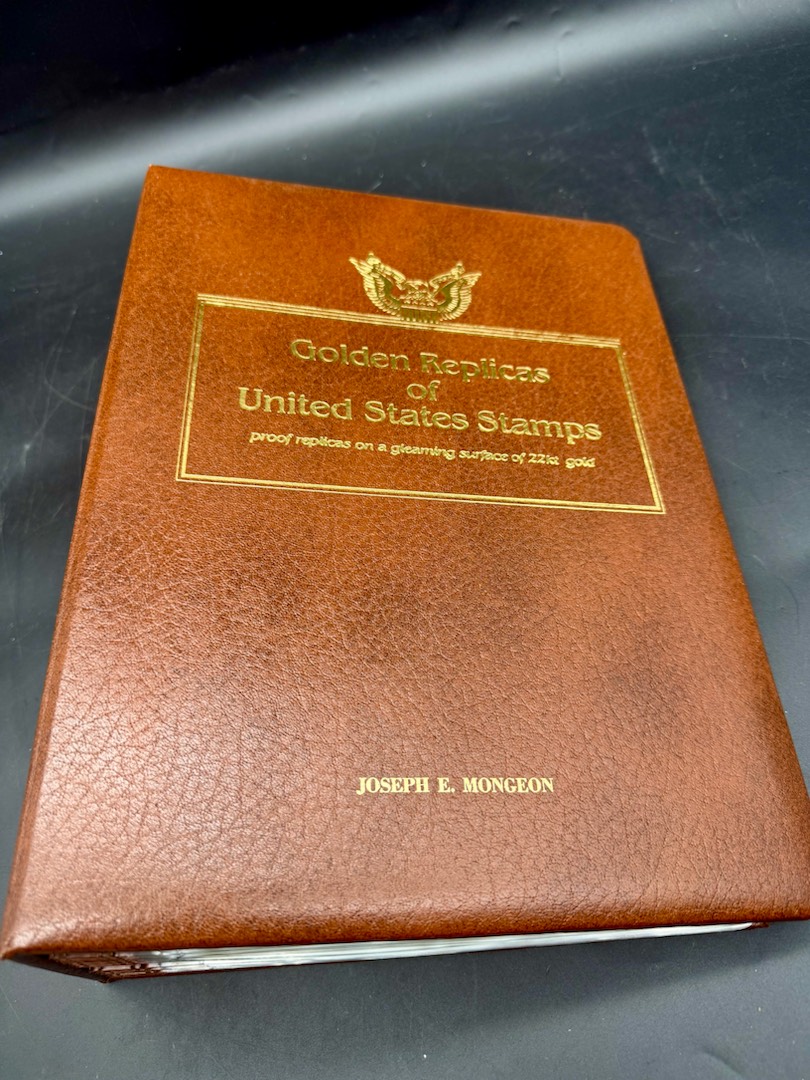 Golden Replicas
of
United States Stamps
proof replicas on a gleaming surface of 22kt gold
JOSEPH E. MONGEON